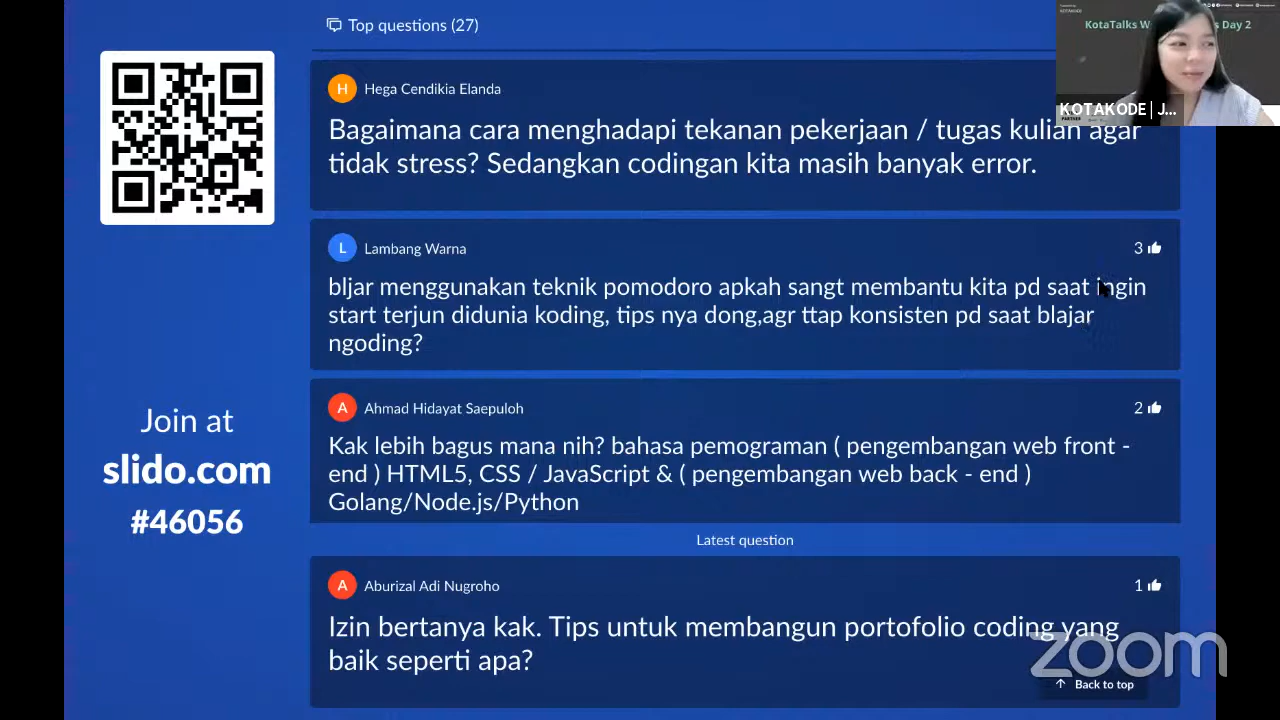 Top questions (27)
KotaTalks W
s Day 2
KOTAKODE | J...
H Hega Cendikia Elanda
Bagaimana cara menghadapi tekanan pekerjaan / tugas kuliah agar
tidak stress? Sedangkan codingan kita masih banyak error.
L Lambang Warna
3
bljar menggunakan teknik pomodoro apkah sangt membantu kita pd saat ingin
start terjun didunia koding, tips nya dong,agr ttap konsisten pd saat blajar
ngoding?
A Ahmad Hidayat Saepuloh
2
Kak lebih bagus mana nih? bahasa pemograman ( pengembangan web front -
end ) HTML5, CSS / JavaScript & ( pengembangan web back - end )
Golang/Node.js/Python
Join at
slido.com
#46056
Latest question
A Aburizal Adi Nugroho
1
Izin bertanya kak. Tips untuk membangun portofolio coding yang
baik seperti apa?
zoom
Back to top